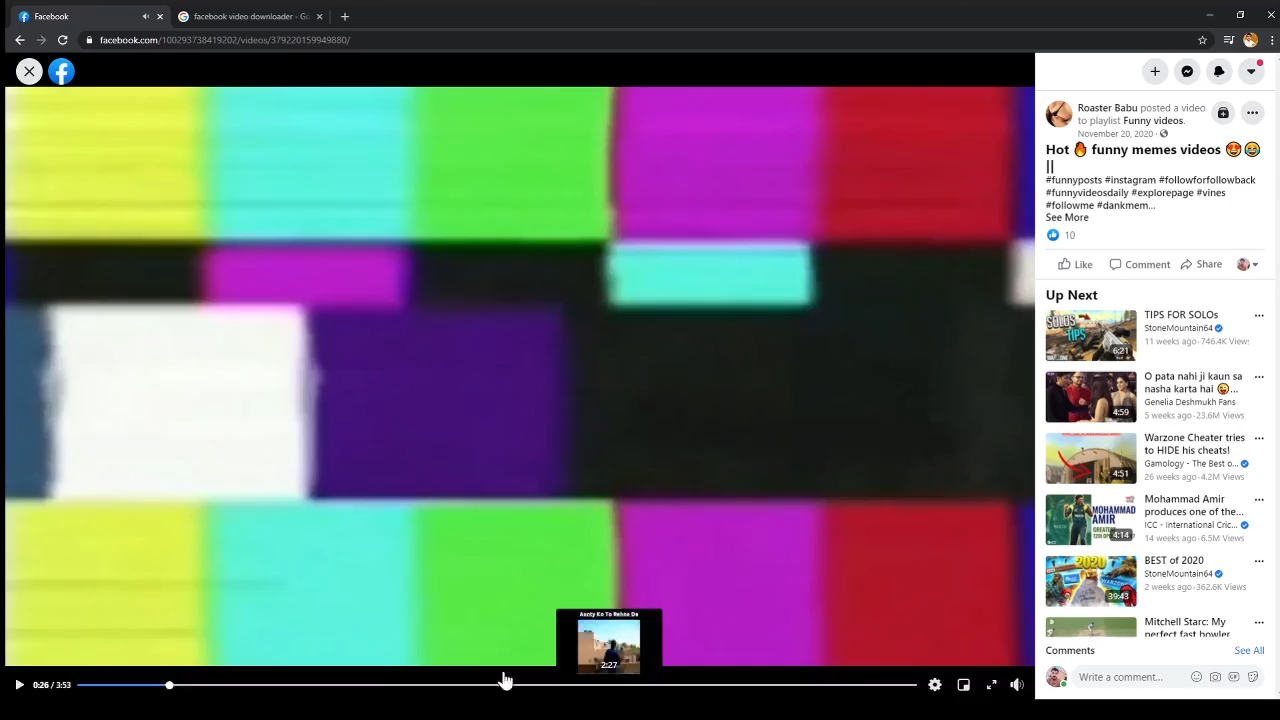 Facebook
facebook video downloader - Go
facebook.com/100293738419202/videos/379220159949880/
Roaster Babu posted a video
to playlist Funny videos.
November 20, 2020
Hot 🔥 funny memes videos 😍😂
||
#funnyposts #instagram #followforfollowback
#funnyvideosdaily #explorepage #vines
#followme #dankmem...
See More
10
Like Comment Share
Up Next
SOLOS
TIPS
6:21
TIPS FOR SOLOs
StoneMountain64
11 weeks ago · 746.4K Views
4:59
O pata nahi ji kaun sa
nasha karta hai 😜...
Genelia Deshmukh Fans
5 weeks ago · 23.6M Views
4:51
Warzone Cheater tries
to HIDE his cheats!
Gamology - The Best o...
26 weeks ago · 4.2M Views
MOHAMMAD
AMIR
4:14
Mohammad Amir
produces one of the...
ICC - International Cric...
14 weeks ago · 6.5M Views
2020
39:43
BEST of 2020
StoneMountain64
2 weeks ago · 362.6K Views
Mitchell Starc: My
perfect fast bowler
Aunty Ko To Rehne De
2:27
0:26 / 3:53
Comments See All
Write a comment...